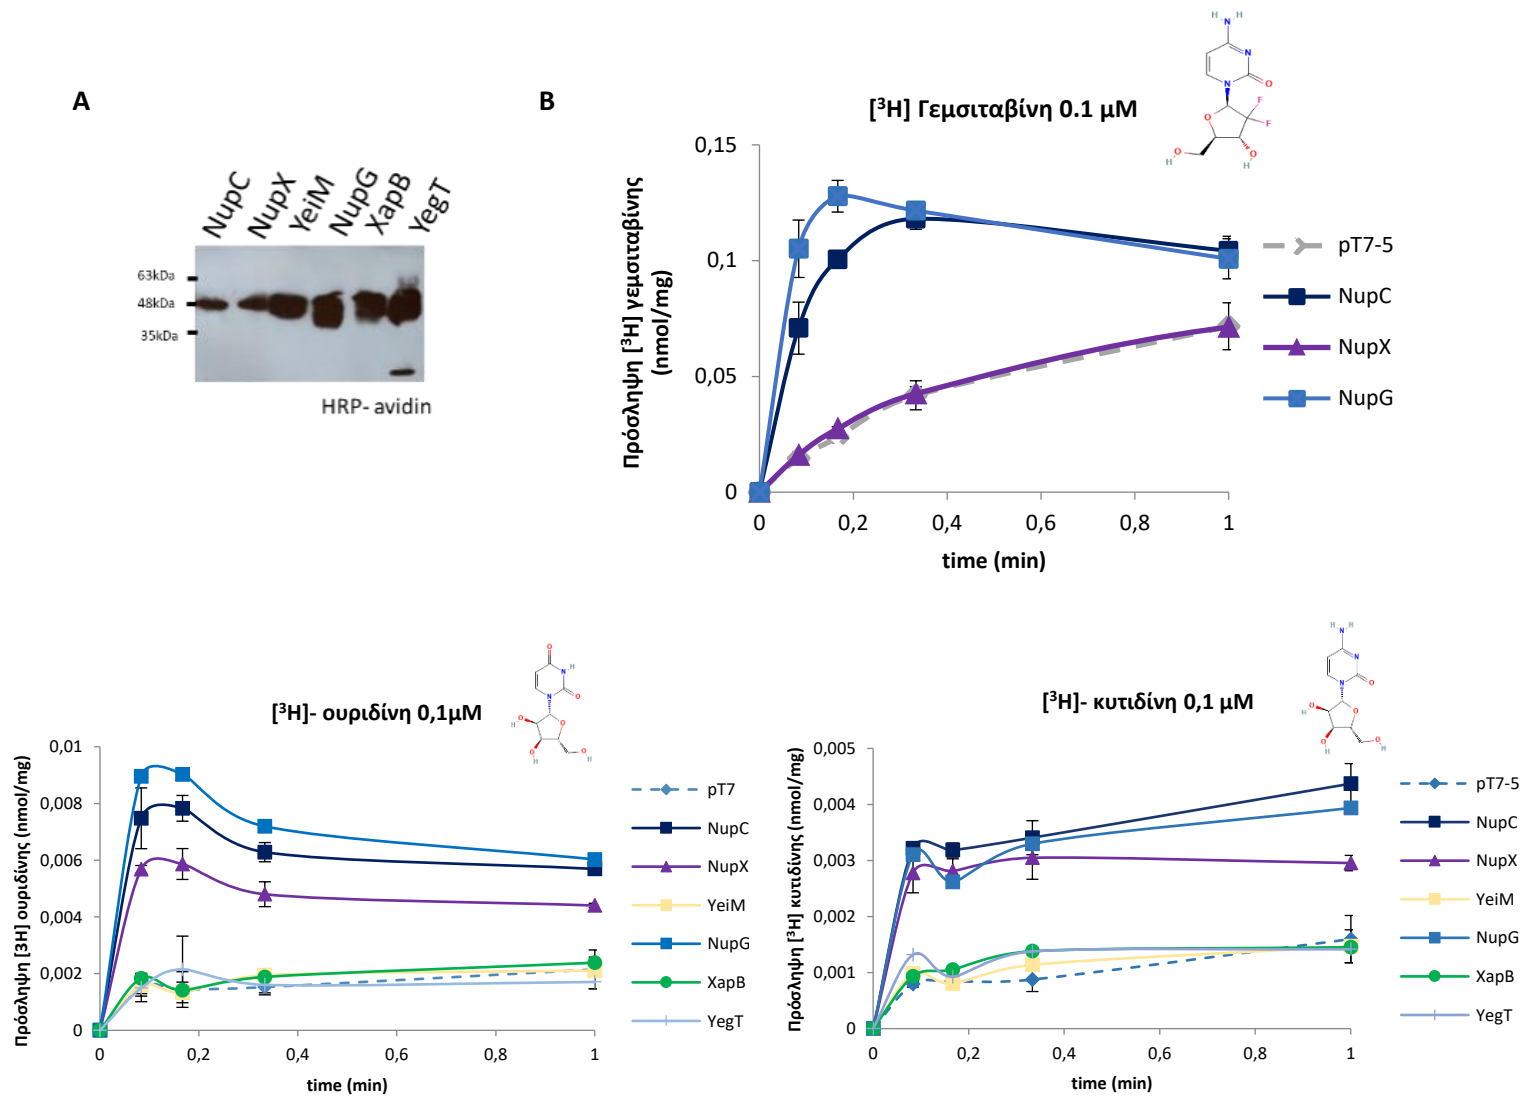 A
B
NupC
NupX
YeiM
NupG
XapB
YegT
63kDa
48kDa
35kDa
HRP- avidin
[³H] Γεμσιταβίνη 0.1 μΜ
Πρόσληψη [³H] γεμσιταβίνης
(nmol/mg)
0,15
0,1
0,05
0
0
0,2
0,4
0,6
0,8
1
time (min)
pT7-5
NupC
NupX
NupG
H H
N
N
N
O
O
F
F
O
H
O
H
[³H]- ουριδίνη 0,1μΜ
Πρόσληψη [3H] ουριδίνης (nmol/mg)
0,01
0,008
0,006
0,004
0,002
0
0
0,2
0,4
0,6
0,8
1
time (min)
pT7
NupC
NupX
YeiM
NupG
XapB
YegT
O
N
H
N
O
H
O
O
O
H
O
H
[³H]- κυτιδίνη 0,1 μΜ
Πρόσληψη [³H] κυτιδίνης (nmol/mg)
0,005
0,004
0,003
0,002
0,001
0
0
0,2
0,4
0,6
0,8
1
time (min)
pT7-5
NupC
NupX
YeiM
NupG
XapB
YegT
H H
N
N
N
O
H
O
O
O
H
O
H